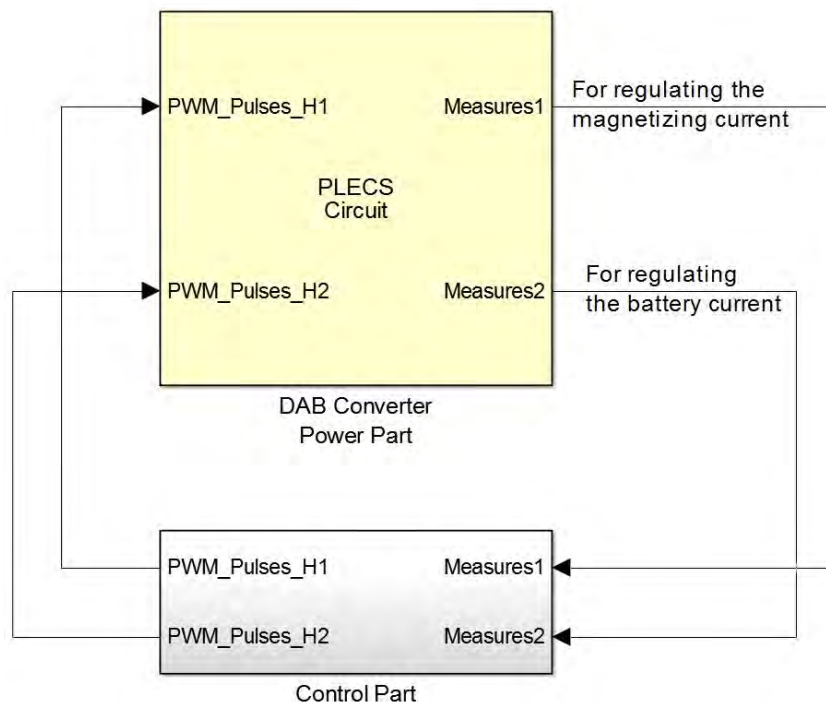 PWM_Pulses_H1
Measures1
For regulating the
magnetizing current
PLECS
Circuit
PWM_Pulses_H2
Measures2
For regulating
the battery current
DAB Converter
Power Part
PWM_Pulses_H1
Measures1
PWM_Pulses_H2
Measures2
Control Part